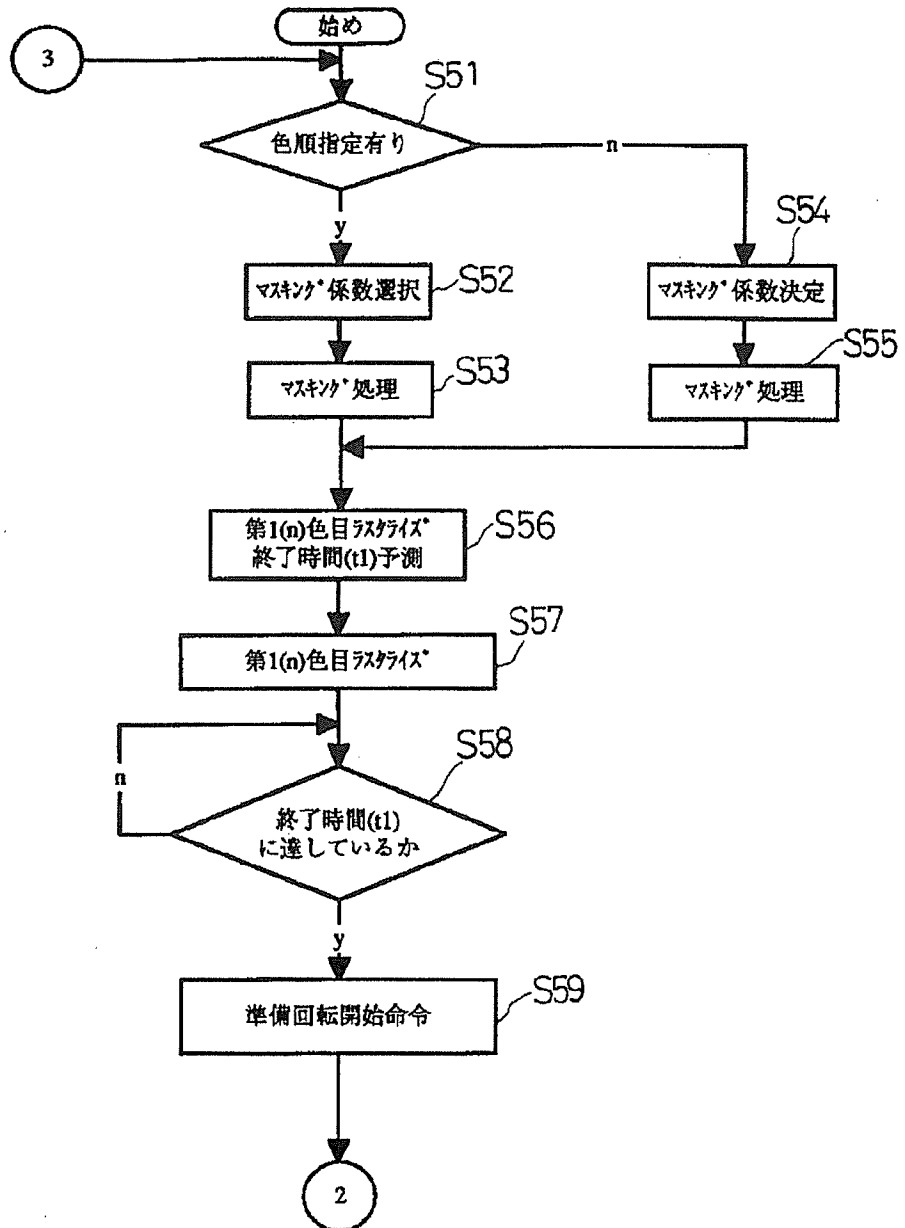 始め
3
S51
色順指定有り
n
y
S54
S52
ﾏｽｷﾝｸﾞ係数選択
ﾏｽｷﾝｸﾞ係数決定
S53
S55
ﾏｽｷﾝｸﾞ処理
ﾏｽｷﾝｸﾞ処理
第1(n)色目ﾗｽﾀﾗｲｽﾞ
終了時間(t1)予測
S56
S57
第1(n)色目ﾗｽﾀﾗｲｽﾞ
S58
n
終了時間(t1)
に達しているか
y
S59
準備回転開始命令
2